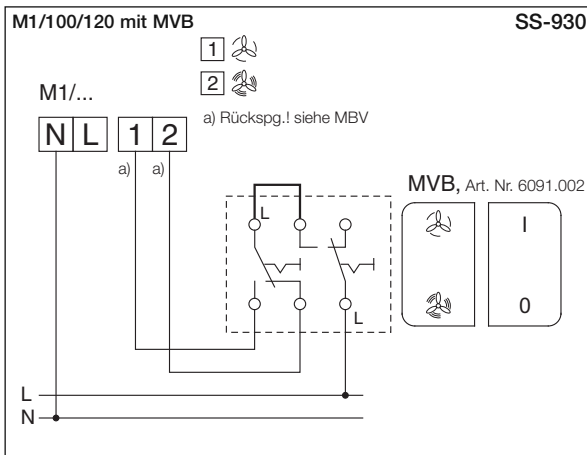 M1/100/120 mit MVB SS-930
1
2
M1/...
a) Rückspg.! siehe MBV
N L 1 2
a) a)
MVB, Art. Nr. 6091.002
L
I
0
L
L
N